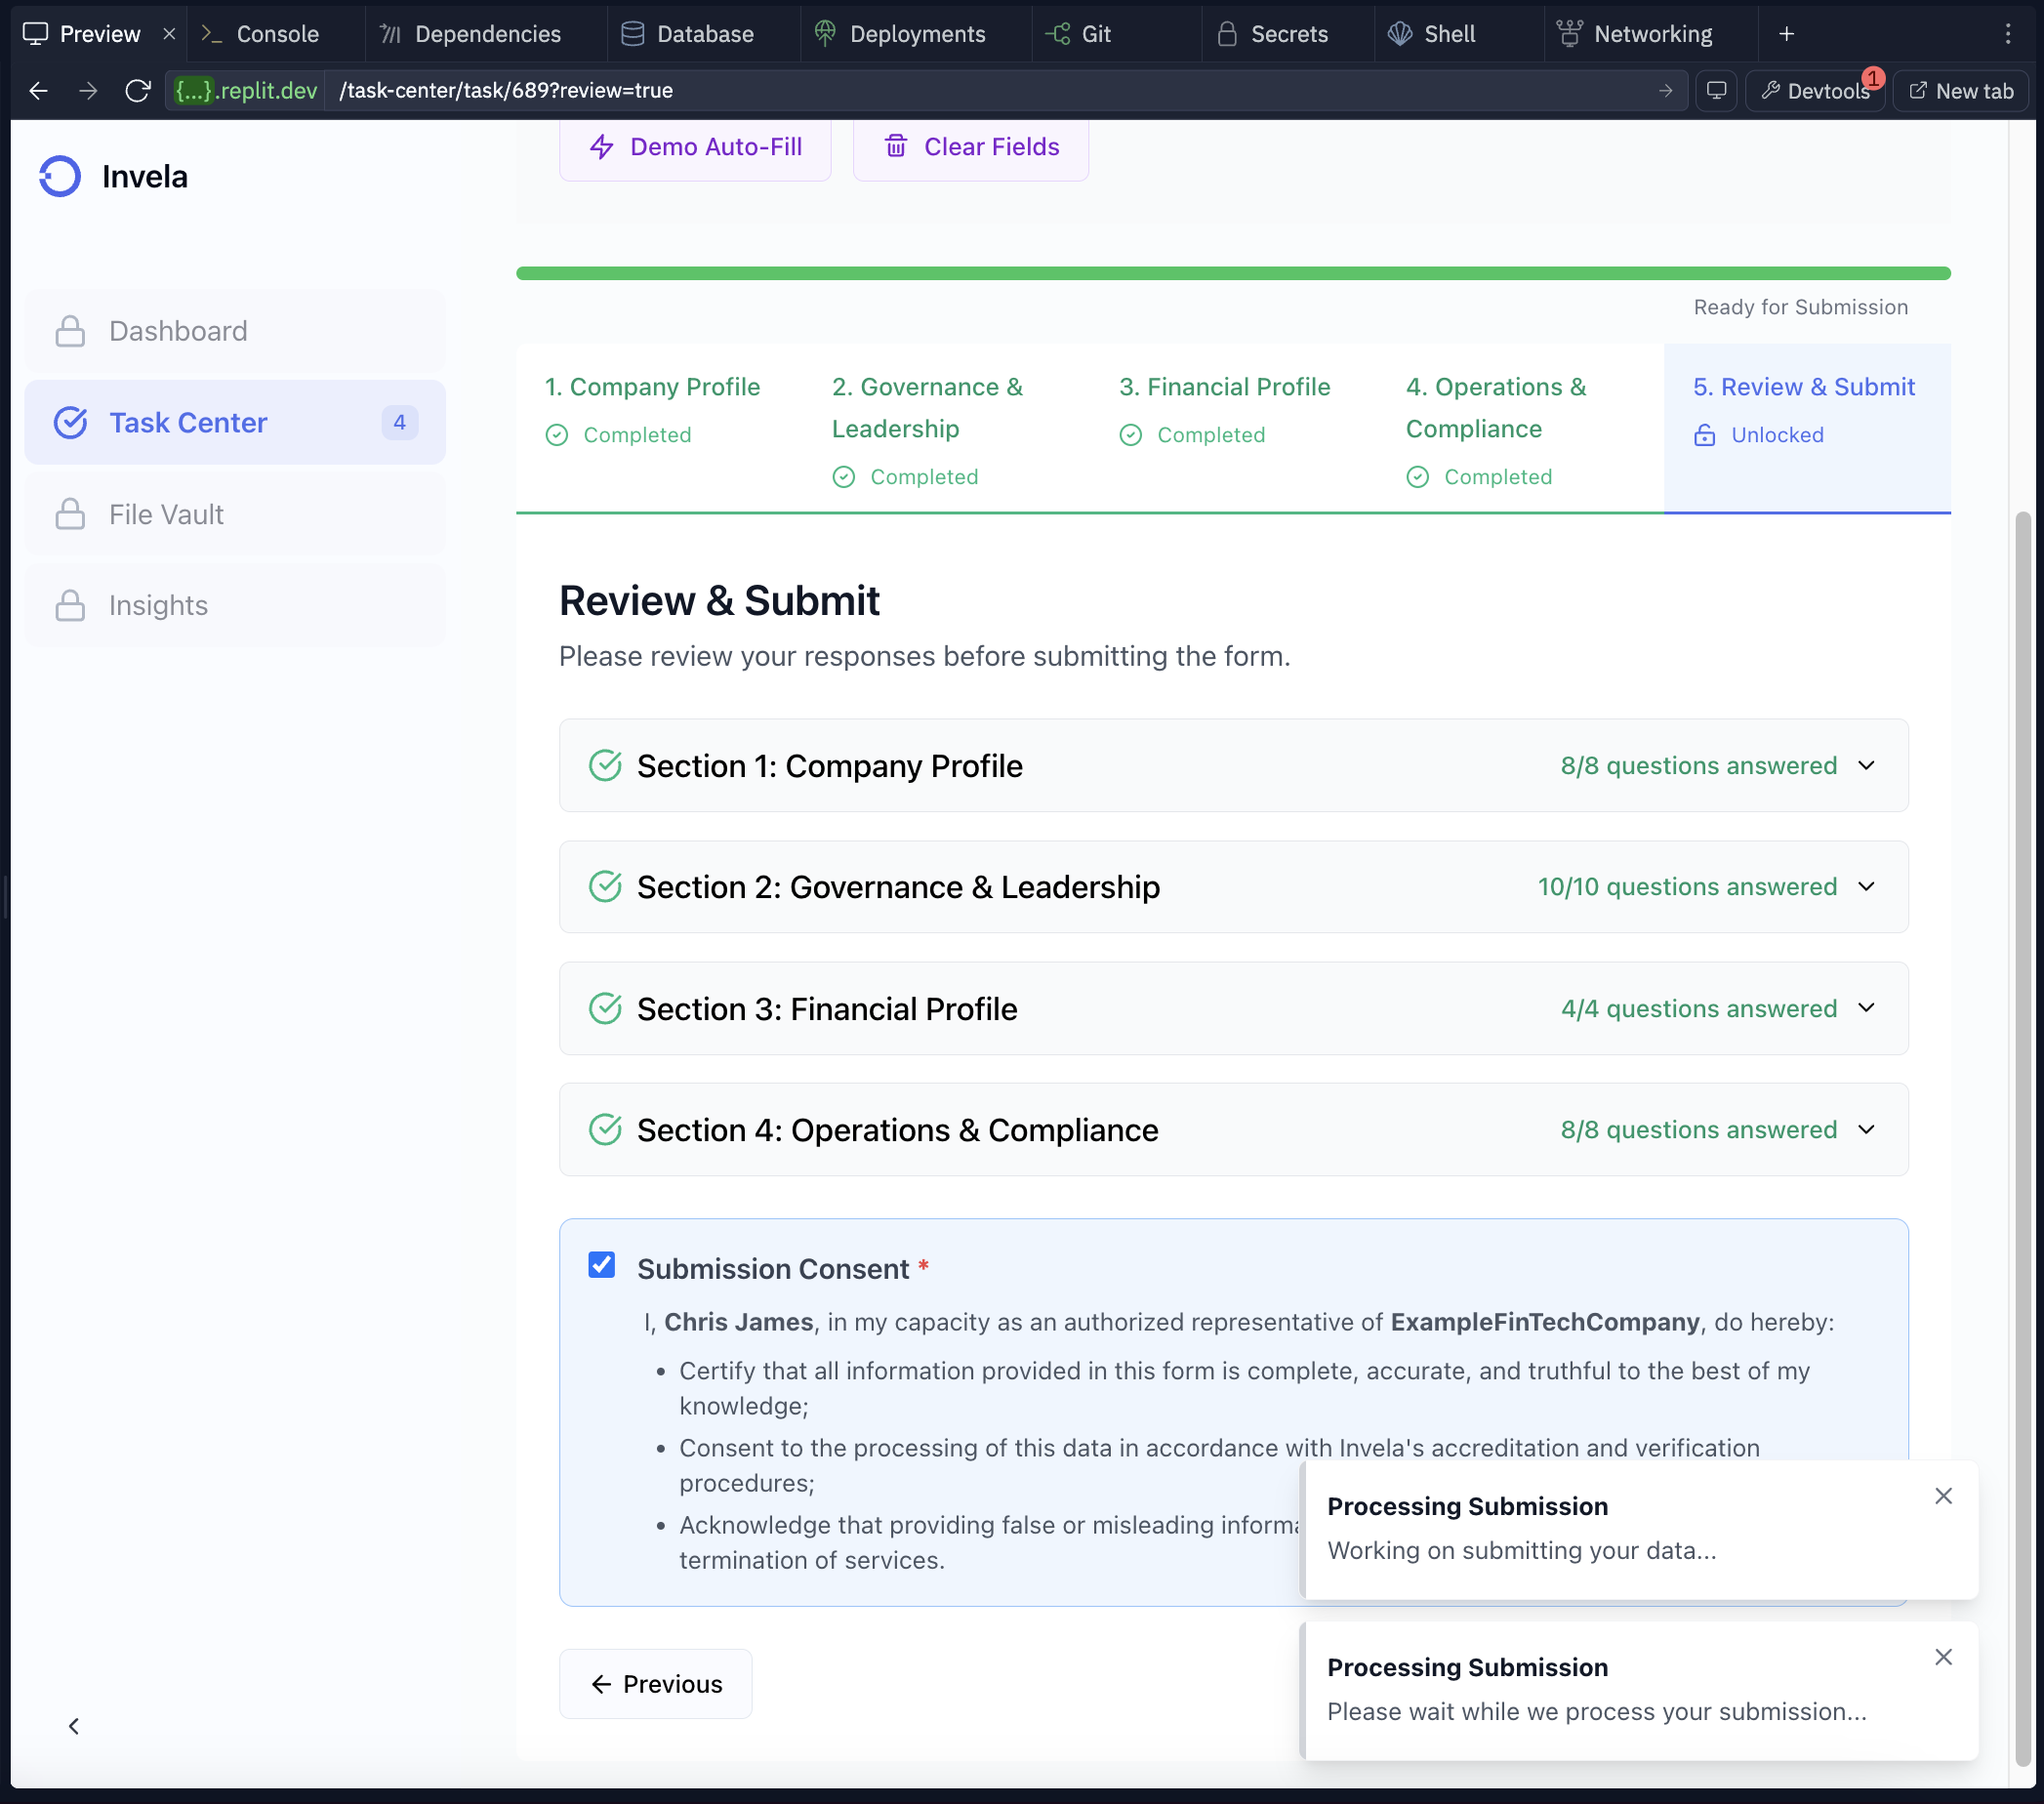 Preview
Console
Dependencies
Database
Deployments
Git
Secrets
Shell
Networking
{...}.replit.dev
/task-center/task/689?review=true
Devtools
1
New tab
Invela
Demo Auto-Fill
Clear Fields
Ready for Submission
Dashboard
Task Center
4
File Vault
Insights
1. Company Profile
Completed
2. Governance &
Leadership
Completed
3. Financial Profile
Completed
4. Operations &
Compliance
Completed
5. Review & Submit
Unlocked
Review & Submit
Please review your responses before submitting the form.
Section 1: Company Profile
8/8 questions answered
Section 2: Governance & Leadership
10/10 questions answered
Section 3: Financial Profile
4/4 questions answered
Section 4: Operations & Compliance
8/8 questions answered
Submission Consent *
I, Chris James, in my capacity as an authorized representative of ExampleFinTechCompany, do hereby:
• Certify that all information provided in this form is complete, accurate, and truthful to the best of my
knowledge;
• Consent to the processing of this data in accordance with Invela's accreditation and verification
procedures;
• Acknowledge that providing false or misleading
termination of services.
Processing Submission
Working on submitting your data...
Previous
Processing Submission
Please wait while we process your submission...